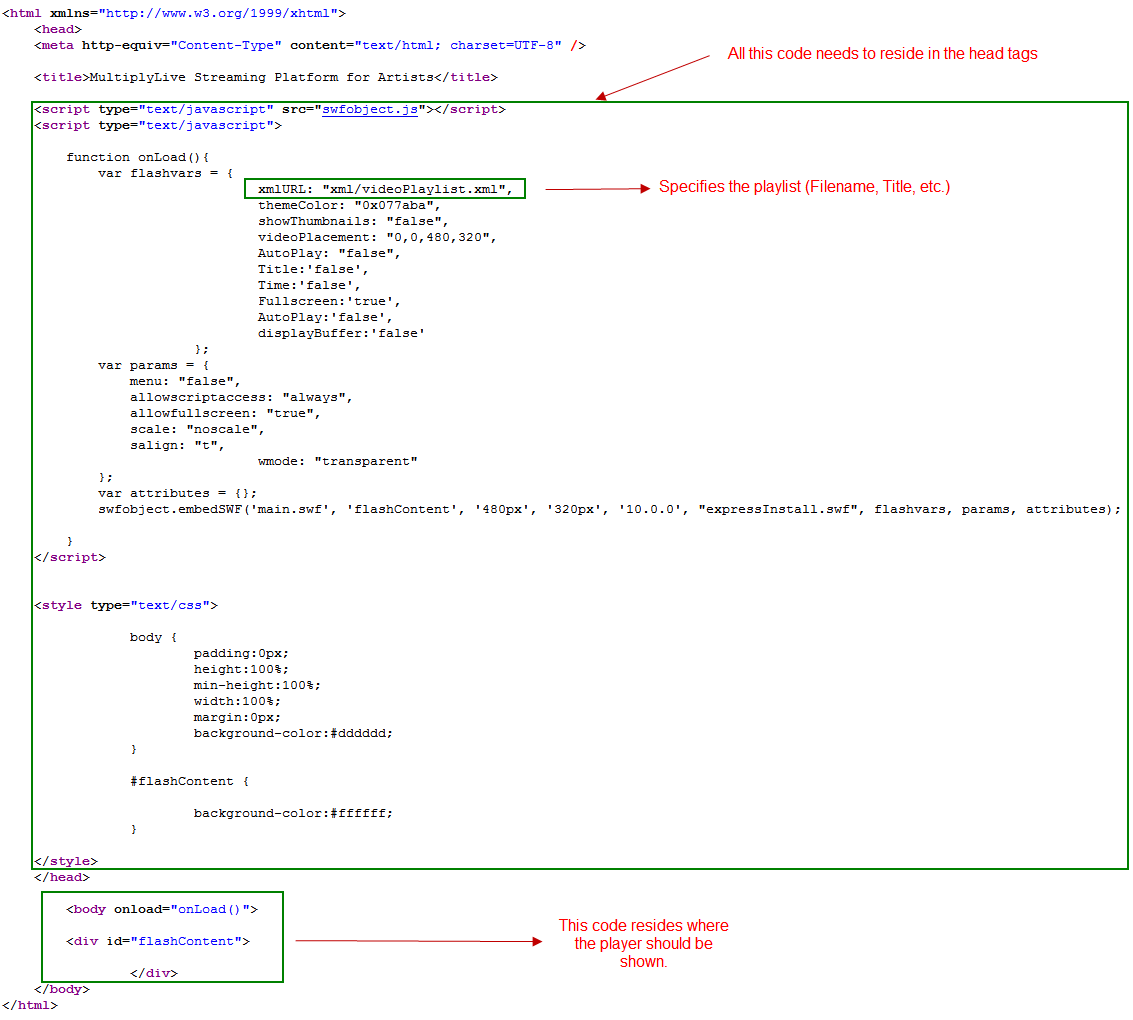 <html xmlns="http://www.w3.org/1999/xhtml">
<head>
<meta http-equiv="Content-Type" content="text/html; charset=UTF-8" />
All this code needs to reside in the head tags
<title>MultiplyLive Streaming Platform for Artists</title>
<script type="text/javascript" src="swfobject.js"></script>
<script type="text/javascript">
function onLoad(){
var flashvars = {
xmlURL: "xml/videoPlaylist.xml",
Specifies the playlist (Filename, Title, etc.)
themeColor: "0x077aba",
showThumbnails: "false",
videoPlacement: "0,0,480,320",
AutoPlay: "false",
Title:'false',
Time:'false',
Fullscreen:'true',
AutoPlay:'false',
displayBuffer:'false'
};
var params = {
menu: "false",
allowscriptaccess: "always",
allowfullscreen: "true",
scale: "noscale",
salign: "t",
wmode: "transparent"
};
var attributes = {};
swfobject.embedSWF('main.swf', 'flashContent', '480px', '320px', '10.0.0', "expressInstall.swf", flashvars, params, attributes);
}
</script>
<style type="text/css">
body {
padding:0px;
height:100%;
min-height:100%;
width:100%;
margin:0px;
background-color:#dddddd;
}
#flashContent {
background-color:#ffffff;
}
</style>
</head>
<body onload="onLoad()">
<div id="flashContent">
</div>
This code resides where
the player should be
shown.
</body>
</html>